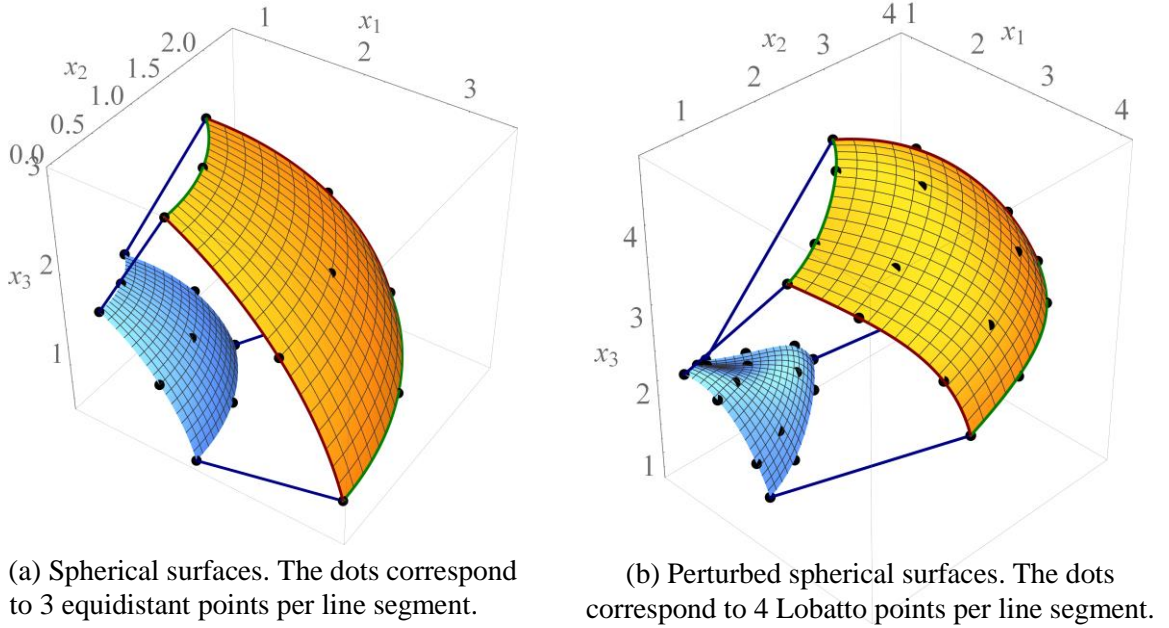 x1
1
2
3
x2
2.0
1.5
1.0
0.5
0.0
3
2
x3
1
(a) Spherical surfaces. The dots correspond
to 3 equidistant points per line segment.
4 1
x2
3
2
1
x1
2
3
4
4
3
x3
2
1
(b) Perturbed spherical surfaces. The dots
correspond to 4 Lobatto points per line segment.